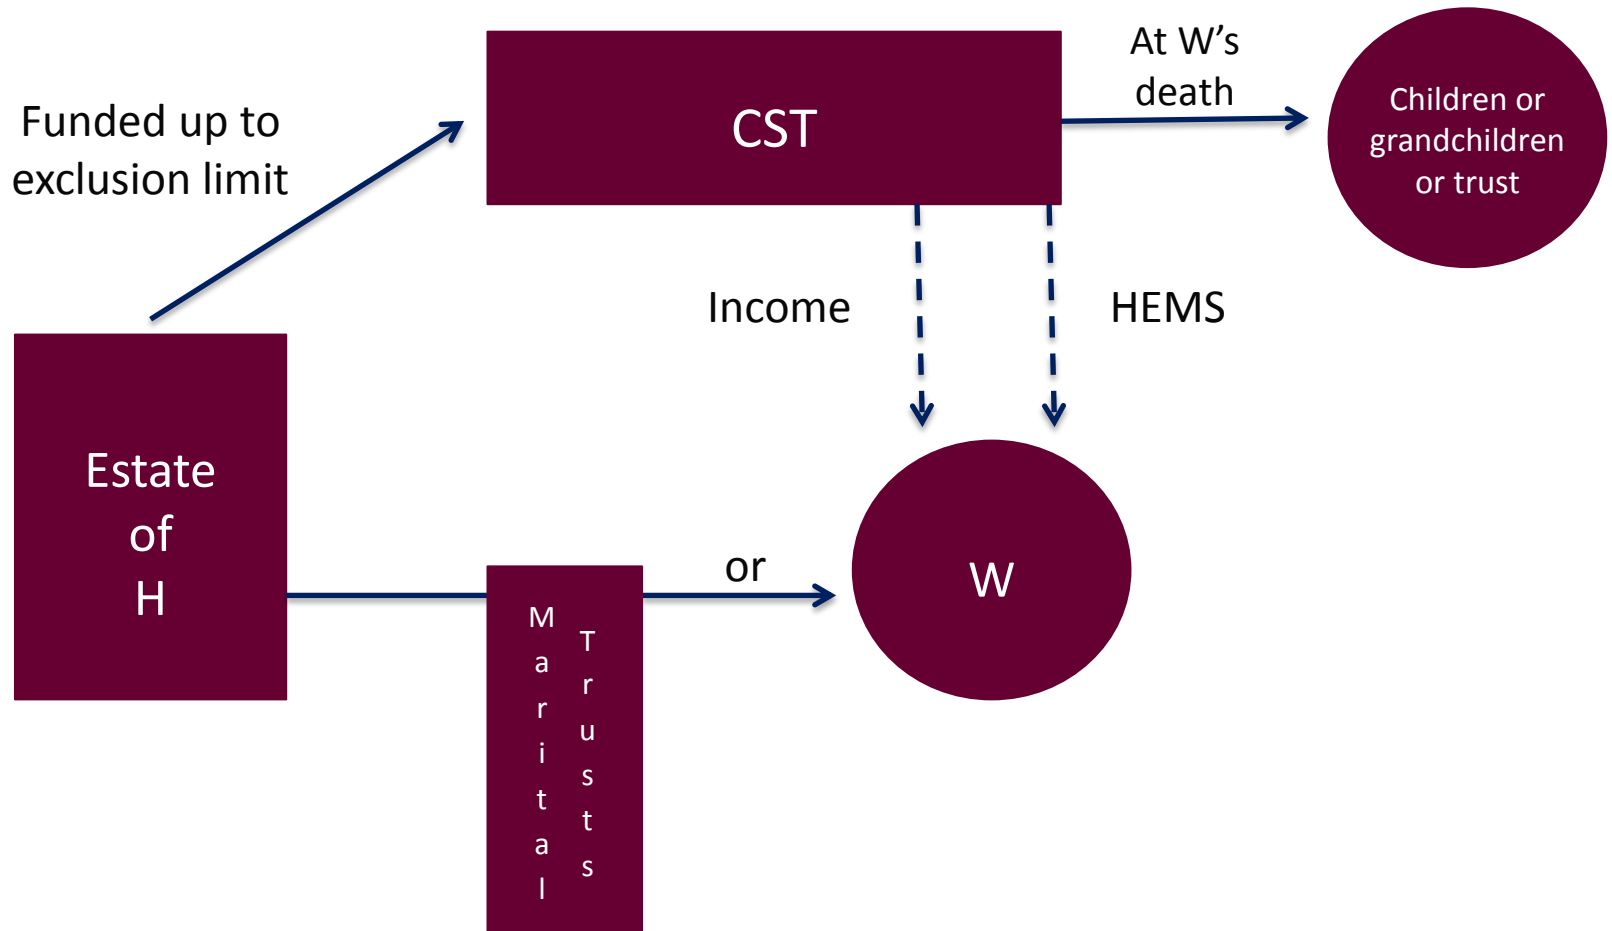 Funded up to
exclusion limit
CST
At W’s
death
Children or
grandchildren
or trust
Income
HEMS
Estate
of
H
Marital
Trusts
or
W